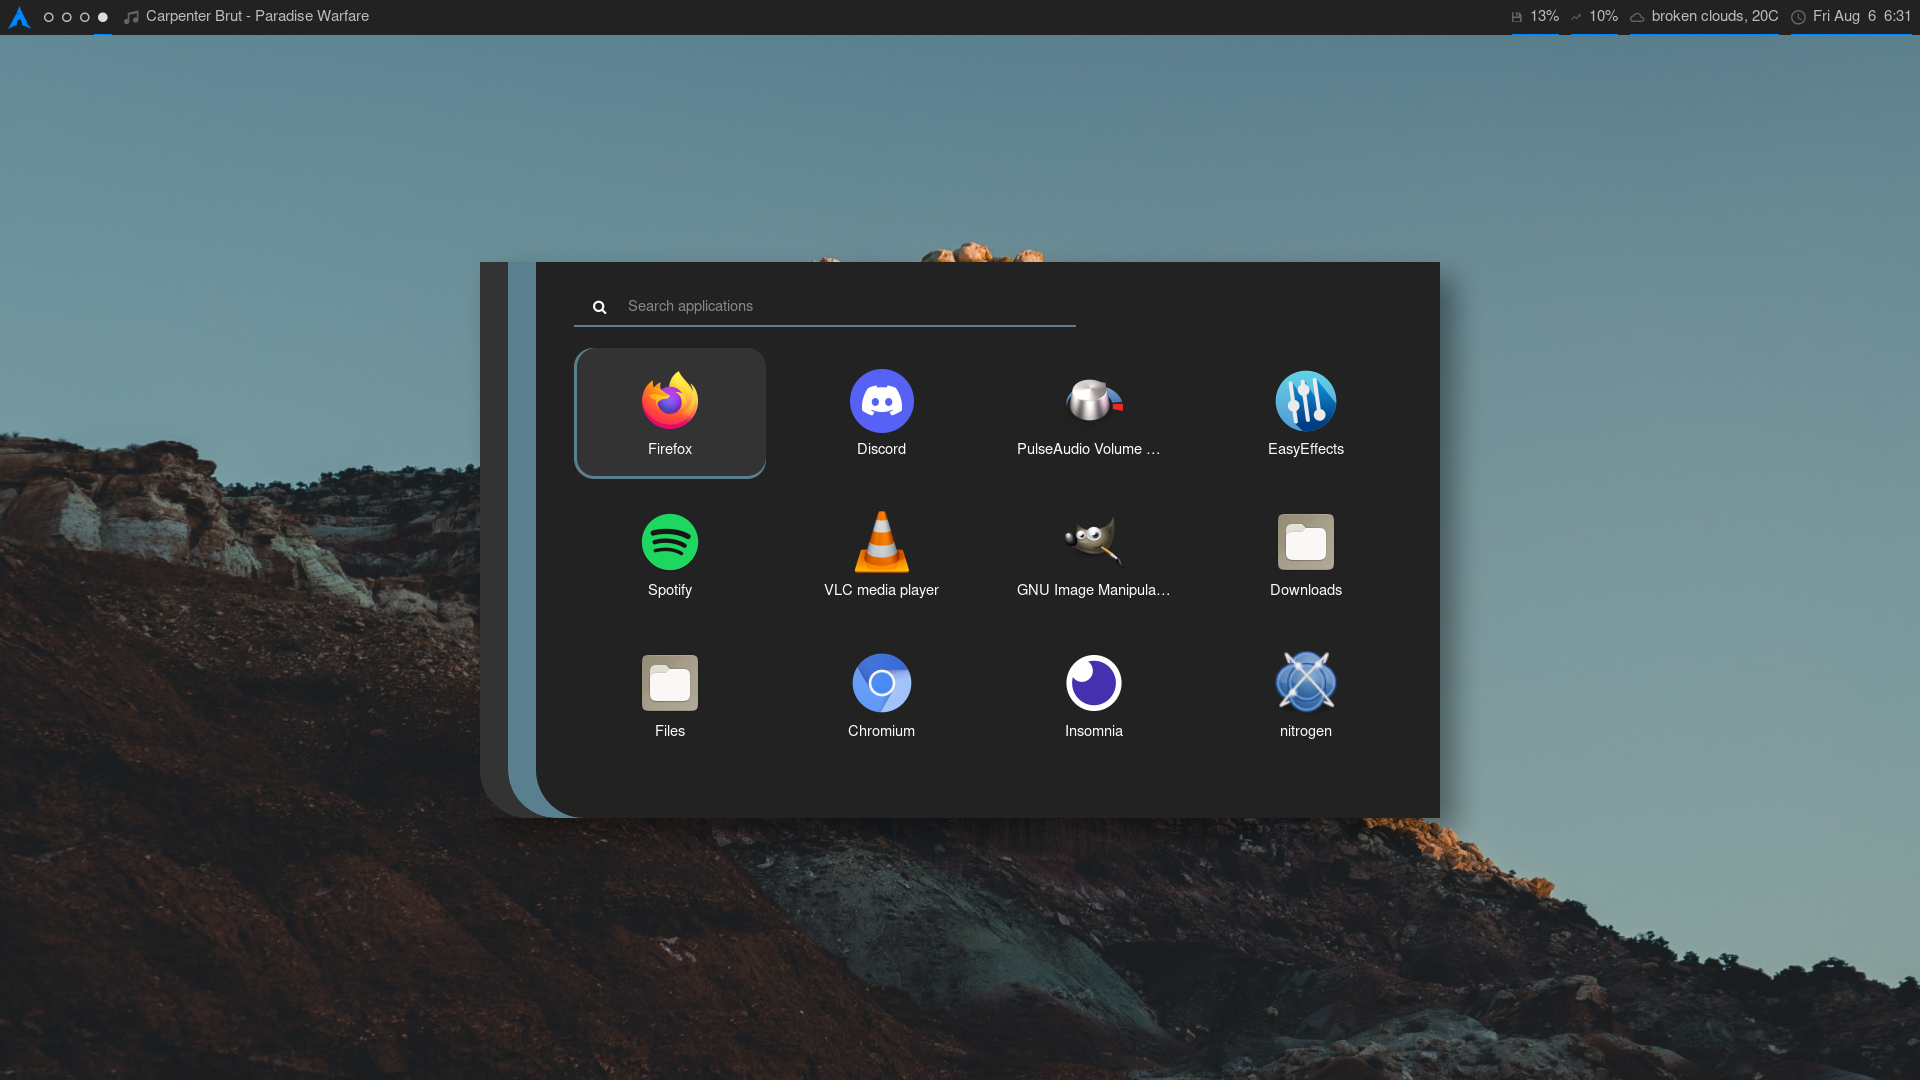 Carpenter Brut - Paradise Warfare
13% 10% broken clouds, 20C Fri Aug 6 6:31
Search applications
Firefox
Discord
PulseAudio Volume …
EasyEffects
Spotify
VLC media player
GNU Image Manipula…
Downloads
Files
Chromium
Insomnia
nitrogen